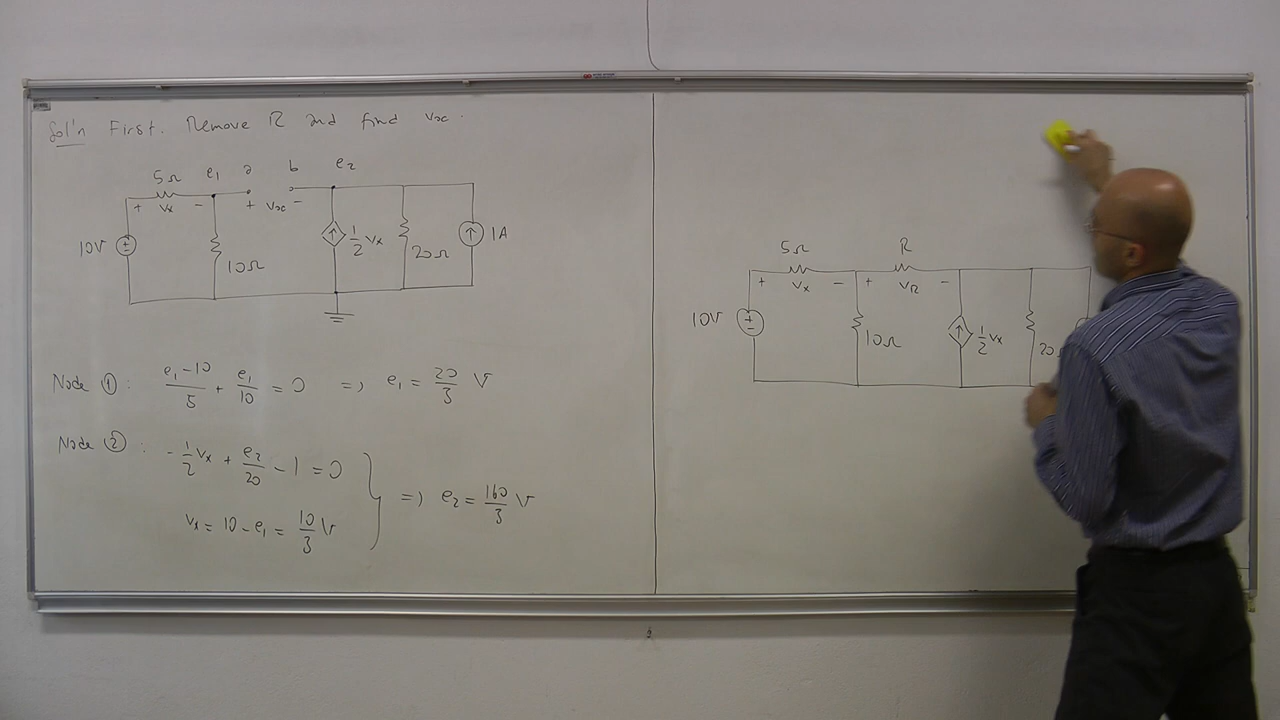 Sol'n First. Remove R and find voc.
5Ω e1 a b e2
+ vx - + voc -
10V 10Ω 1/2 vx 20Ω 1A
Node ①: (e1-10)/5 + e1/10 = 0 => e1 = 20/3 V
Node ②: -1/2 vx + e2/20 - 1 = 0
vx = 10 - e1 = 10/3 V
=> e2 = 160/3 V
5Ω R
+ vx - + vR -
10V 10Ω 1/2 vx 20